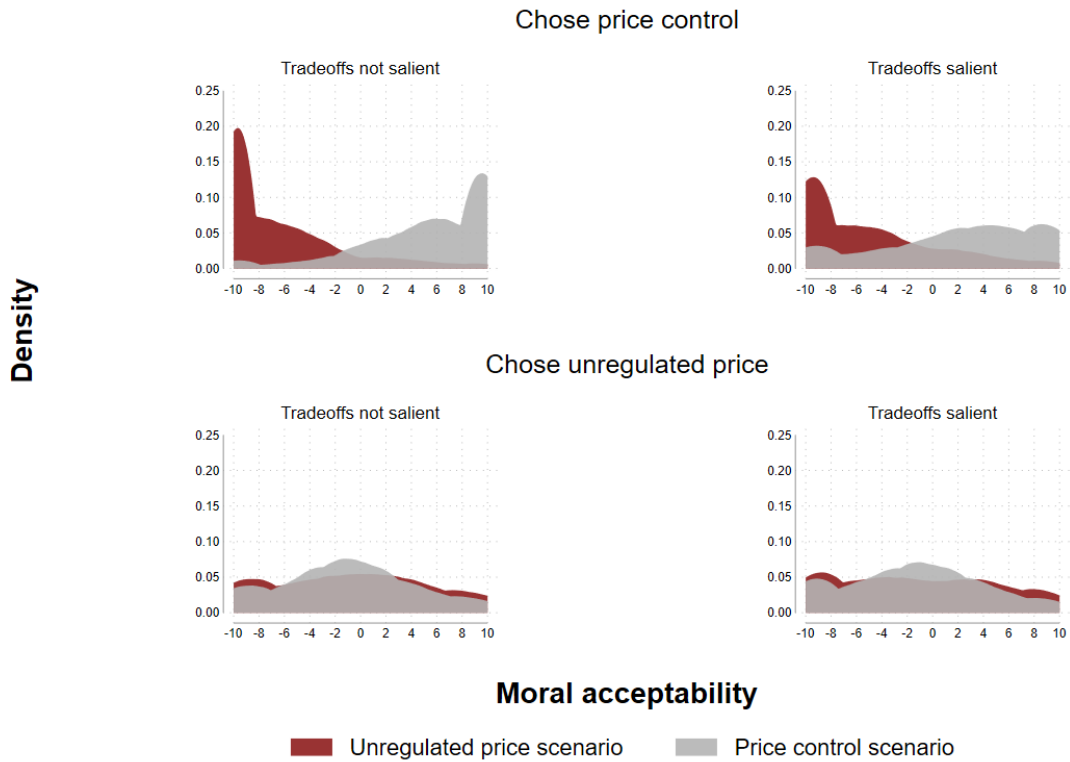 Chose price control
Tradeoffs not salient
0.25
0.20
0.15
0.10
0.05
0.00
-10 -8 -6 -4 -2 0 2 4 6 8 10
Tradeoffs salient
0.25
0.20
0.15
0.10
0.05
0.00
-10 -8 -6 -4 -2 0 2 4 6 8 10
Density
Chose unregulated price
Tradeoffs not salient
0.25
0.20
0.15
0.10
0.05
0.00
-10 -8 -6 -4 -2 0 2 4 6 8 10
Tradeoffs salient
0.25
0.20
0.15
0.10
0.05
0.00
-10 -8 -6 -4 -2 0 2 4 6 8 10
Moral acceptability
Unregulated price scenario
Price control scenario